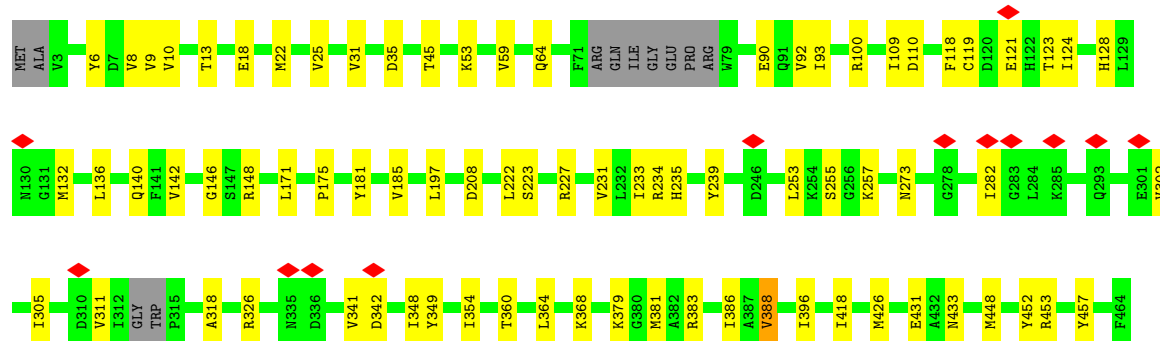 MET ALA V3 Y6 D7 V8 V9 V10 T13 E18 M22 V25 V31 D35 T45 K53 V59 Q64 F71 ARG GLN ILE GLY GLU PRO ARG W79 E90 Q91 V92 I93 R100 I109 D110 F118 C119 D120 E121 H122 T123 I124 H128 L129
N130 G131 M132 L136 Q140 F141 V142 G146 S147 R148 L171 P175 Y181 V185 L197 D208 L222 S223 R227 V231 L232 I233 R234 H235 Y239 D246 L253 K254 S255 G256 K257 N273 G278 I282 G283 L284 K285 Q293 E301 V302
I305 D310 V311 I312 GLY TRP P315 A318 R326 N335 D336 V341 D342 I348 Y349 I354 T360 L364 K368 K379 G380 M381 A382 R383 I386 A387 V388 I396 I418 M426 E431 A432 N433 M448 Y452 R453 Y457 F464